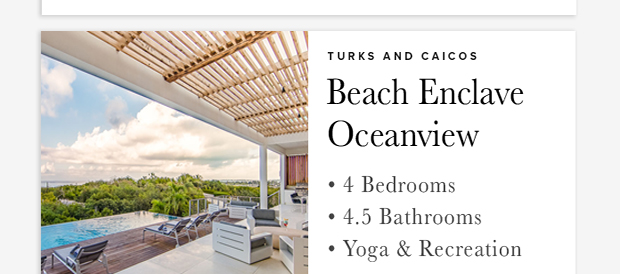 TURKS AND CAICOS
Beach Enclave
Oceanview
• 4 Bedrooms
• 4.5 Bathrooms
• Yoga & Recreation